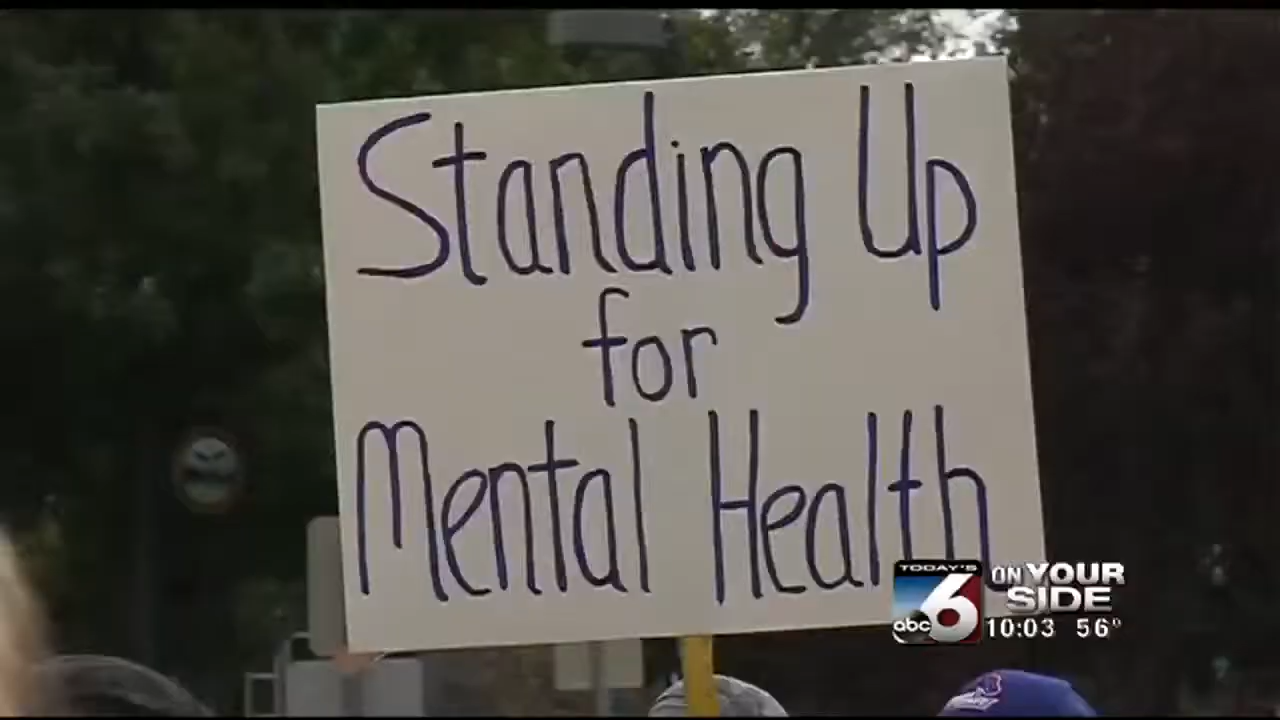 Standing Up
for
Mental Health
TODAY'S
6
abc
ON YOUR
SIDE
10:03 56°